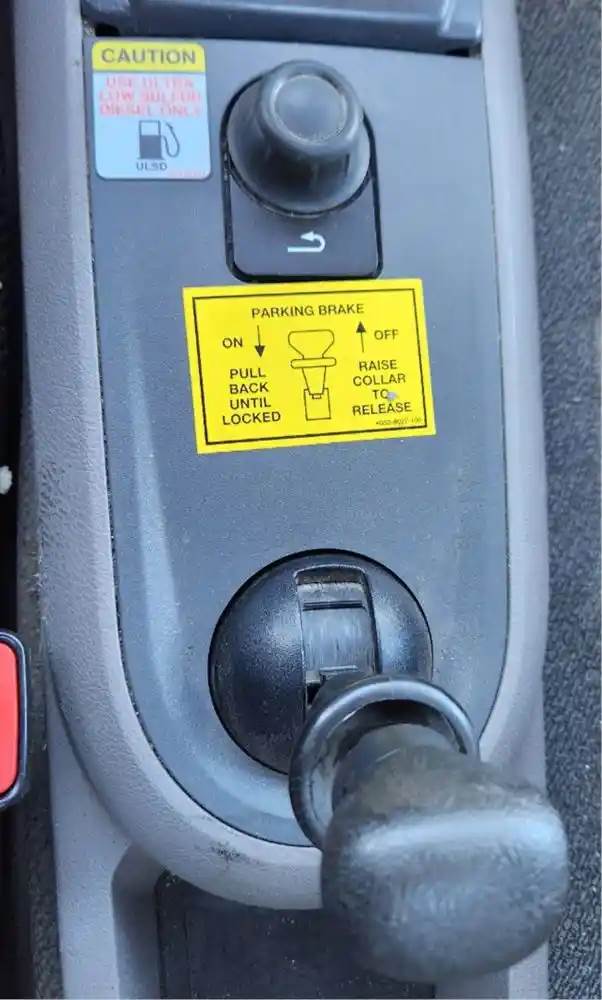 CAUTION
USE ULTRA
LOW SULFUR
DIESEL ONLY
ULSD
PARKING BRAKE
ON
OFF
PULL
BACK
UNTIL
LOCKED
RAISE
COLLAR
TO
RELEASE